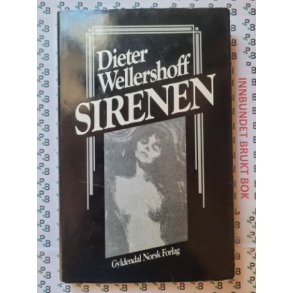 Dieter
Wellershoff
SIRENEN
Gyldendal Norsk Forlag
INNBUNDET BRUKT BOK